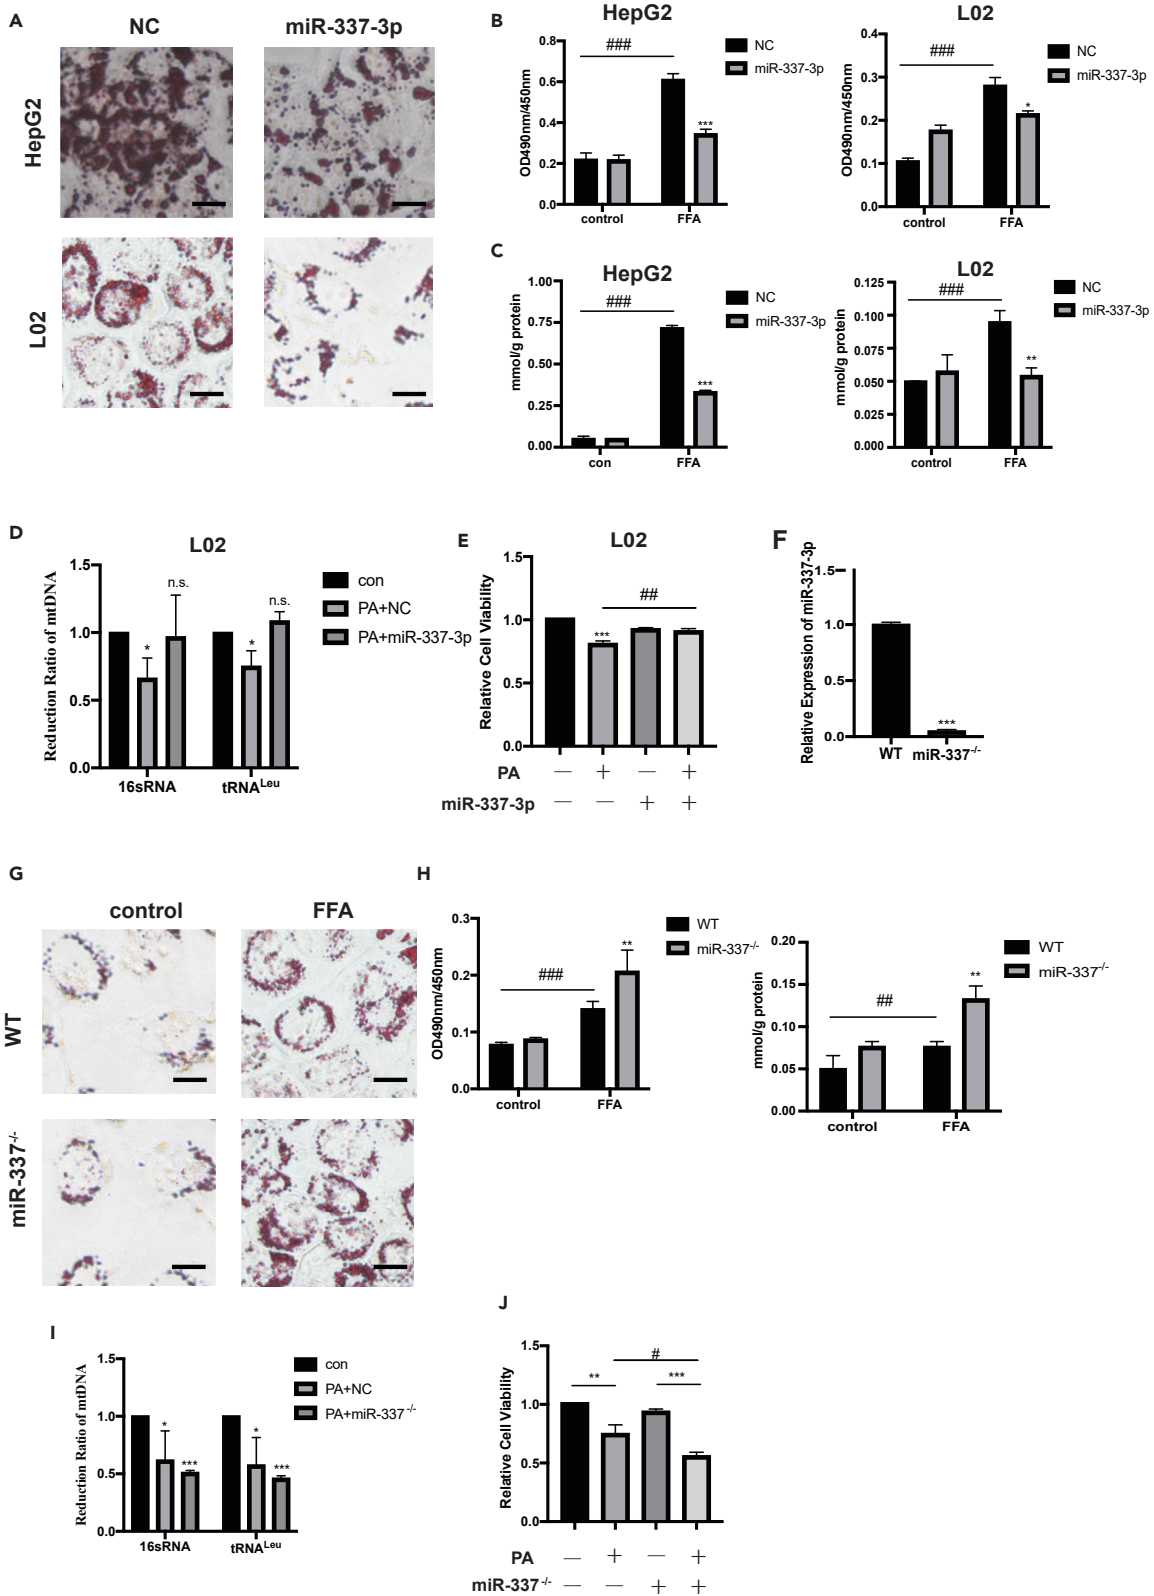 A
NC
miR-337-3p
HepG2
L02
B
HepG2
OD490nm/450nm
0.8
0.6
0.4
0.2
0.0
###
***
control
FFA
NC
miR-337-3p
L02
OD490nm/450nm
0.4
0.3
0.2
0.1
0.0
###
*
control
FFA
NC
miR-337-3p
C
HepG2
mmol/g protein
1.00
0.75
0.50
0.25
0.00
###
***
con
FFA
NC
miR-337-3p
L02
mmol/g protein
0.125
0.100
0.075
0.050
0.025
0.000
###
**
control
FFA
NC
miR-337-3p
D
L02
Reduction Ratio of mtDNA
1.5
1.0
0.5
0.0
*
n.s.
*
n.s.
16sRNA
tRNA^Leu
con
PA+NC
PA+miR-337-3p
E
L02
Relative Cell Viability
1.5
1.0
0.5
0.0
***
##
PA — + — +
miR-337-3p — — + +
F
Relative Expression of miR-337-3p
1.5
1.0
0.5
0.0
***
WT
miR-337^-/-
G
control
FFA
WT
miR-337^-/-
H
OD490nm/450nm
0.3
0.2
0.1
0.0
###
**
control
FFA
WT
miR-337^-/-
mmol/g protein
0.20
0.15
0.10
0.05
0.00
##
**
control
FFA
WT
miR-337^-/-
I
Reduction Ratio of mtDNA
1.5
1.0
0.5
0.0
*
***
*
***
16sRNA
tRNA^Leu
con
PA+NC
PA+miR-337^-/-
J
Relative Cell Viability
1.5
1.0
0.5
0.0
**
#
***
PA — + — +
miR-337^-/- — — + +